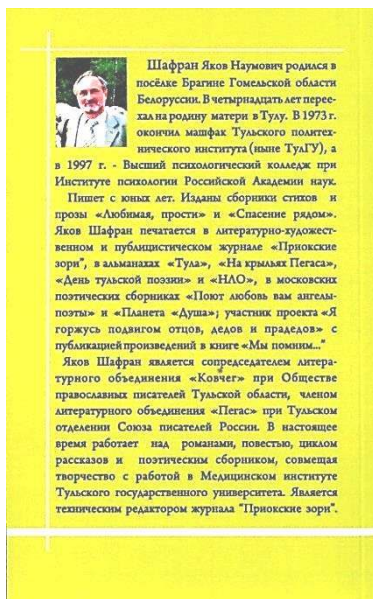 Шафран Яков Наумович родился в
посёлке Брагине Гомельской области
Белоруссии. В четырнадцать лет перее-
хал на родину матери в Тулу. В 1973 г.
окончил машфак Тульского политех-
нического института (ныне ТулГУ), а
в 1997 г. - Высший психологический колледж при
Институте психологии Российской Академии наук.
Пишет с юных лет. Изданы сборники стихов и
прозы «Любимая, прости» и «Спасение рядом».
Яков Шафран печатается в литературно-художест-
венном и публицистическом журнале «Приокские
зори", в альманахах «Тула», «На крыльях Пегаса»,
«День тульской поэзии» и «НЛО», в московских
поэтических сборниках «Поют любовь вам ангелы-
поэты» и «Планета «Душа»; участник проекта «Я
горжусь подвигом отцов, дедов и прадедов» с
публикацией произведений в книге «Мы помним..."
Яков Шафран является сопредседателем литера-
турного объединения «Ковчег» при Обществе
православных писателей Тульской области, членом
литературного объединения «Пегас» при Тульском
отделении Союза писателей России. В настоящее
время работает над романами, повестью, циклом
рассказов и поэтическим сборником, совмещая
творчество с работой в Медицинском институте
Тульского государственного университета. Является
техническим редактором журнала "Приокские зори".